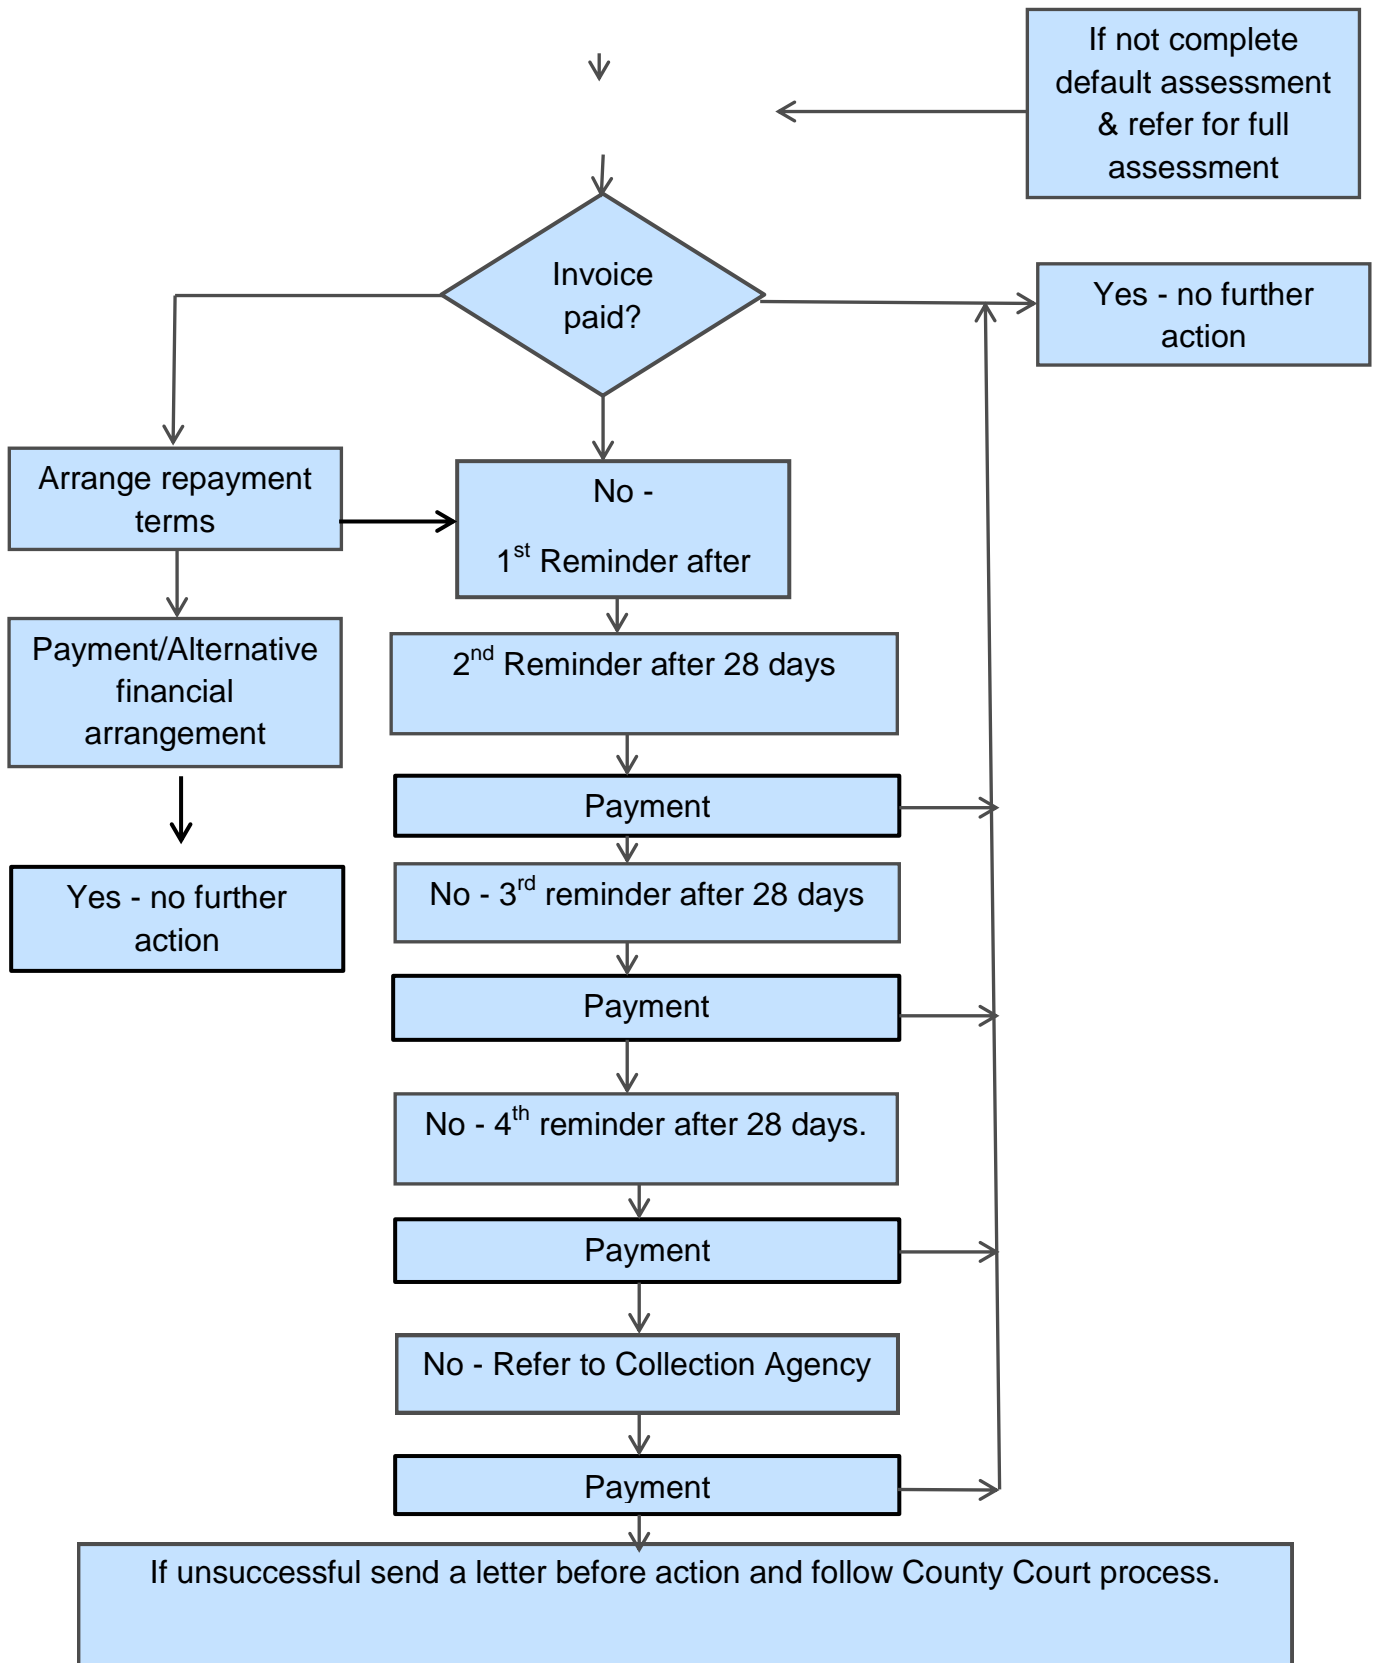 If not complete
default assessment
& refer for full
assessment
Invoice
paid?
Yes - no further
action
Arrange repayment
terms
No -
1st Reminder after
Payment/Alternative
financial
arrangement
2nd Reminder after 28 days
Payment
Yes - no further
action
No - 3rd reminder after 28 days
Payment
No - 4th reminder after 28 days.
Payment
No - Refer to Collection Agency
Payment
If unsuccessful send a letter before action and follow County Court process.